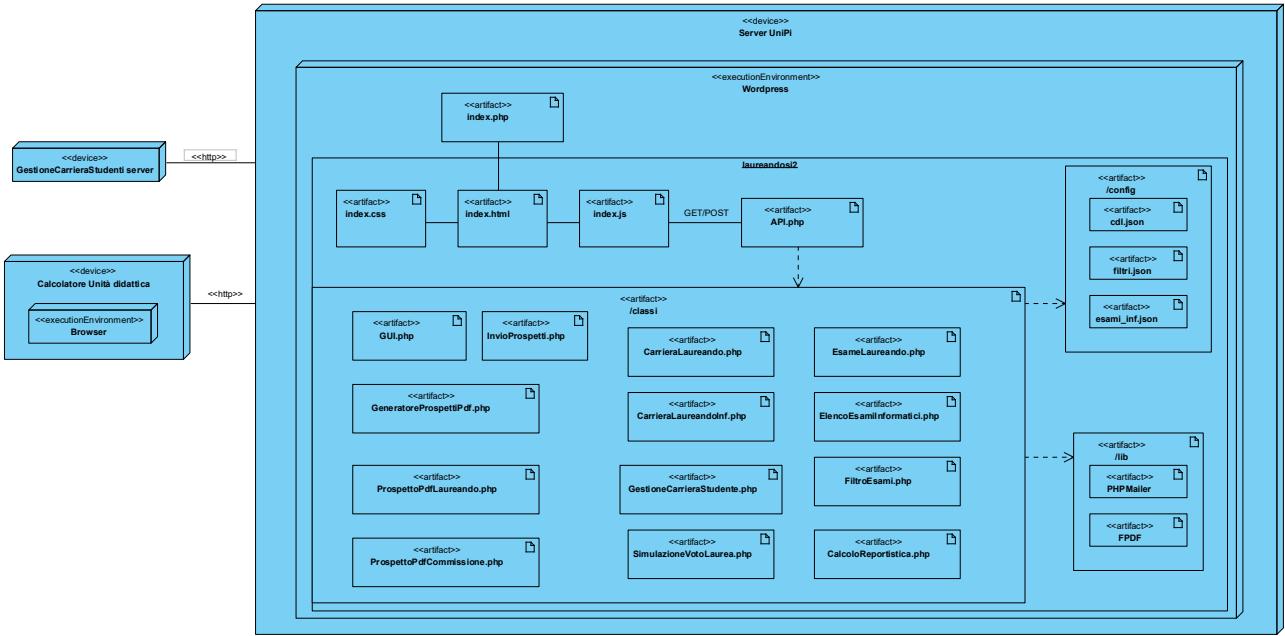 <<device>>
Server UniPi
<<executionEnvironment>>
Wordpress
<<artifact>>
index.php
<<device>>
GestioneCarrieraStudenti server
<<http>>
laureandosi2
<<artifact>>
index.css
<<artifact>>
index.html
<<artifact>>
index.js
GET/POST
<<artifact>>
API.php
<<artifact>>
/config
<<artifact>>
cdl.json
<<artifact>>
filtri.json
<<artifact>>
esami_inf.json
<<device>>
Calcolatore Unità didattica
<<executionEnvironment>>
Browser
<<http>>
<<artifact>>
/classi
<<artifact>>
GUI.php
<<artifact>>
InvioProspetti.php
<<artifact>>
CarrieraLaureando.php
<<artifact>>
EsameLaureando.php
<<artifact>>
GeneratoreProspettiPdf.php
<<artifact>>
CarrieraLaureandoInf.php
<<artifact>>
ElencoEsamiInformatici.php
<<artifact>>
ProspettoPdfLaureando.php
<<artifact>>
GestioneCarrieraStudente.php
<<artifact>>
FiltroEsami.php
<<artifact>>
ProspettoPdfCommissione.php
<<artifact>>
SimulazioneVotoLaurea.php
<<artifact>>
CalcoloReportistica.php
<<artifact>>
/lib
<<artifact>>
PHPMailer
<<artifact>>
FPDF